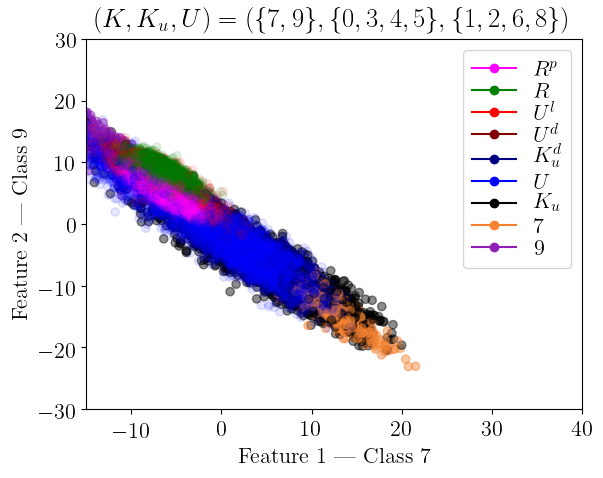 (K, K_u, U) = ({7, 9}, {0, 3, 4, 5}, {1, 2, 6, 8})
30
20
10
0
−10
−20
−30
Feature 2 — Class 9
R^p
R
U^l
U^d
K_u^d
U
K_u
7
9
−10
0
10
20
30
40
Feature 1 — Class 7